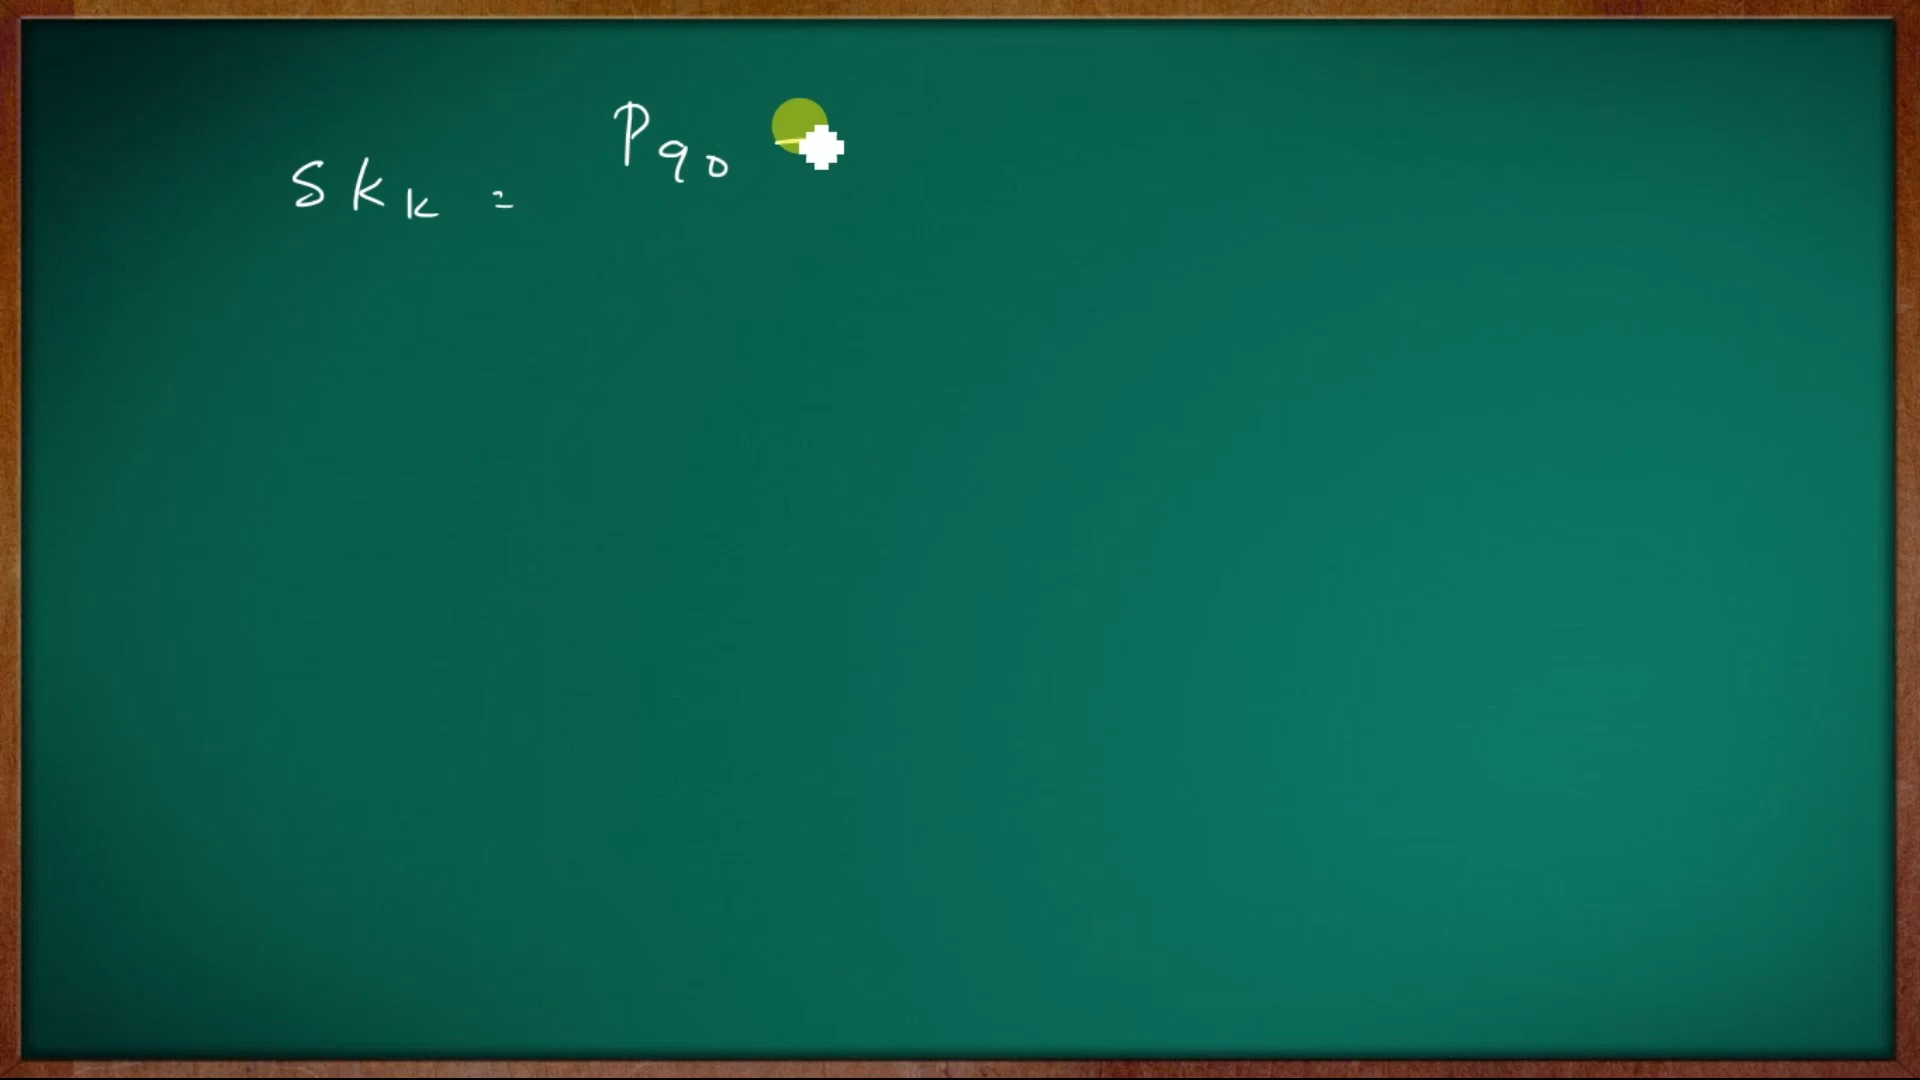 Skₖ = P₉₀ -